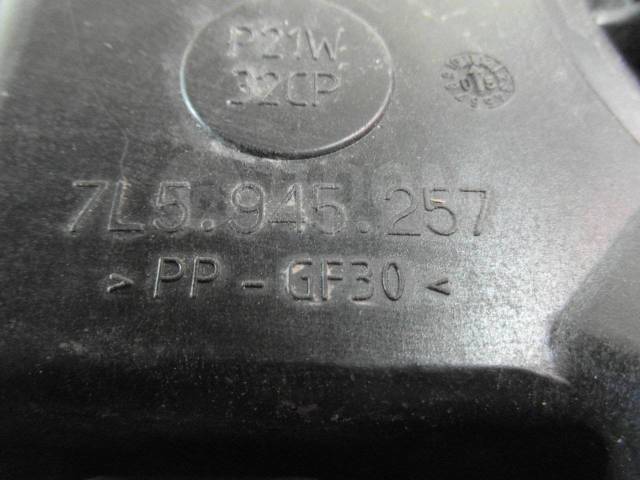 P21W
32CP
7L5.945.257
> PP - GF30 <